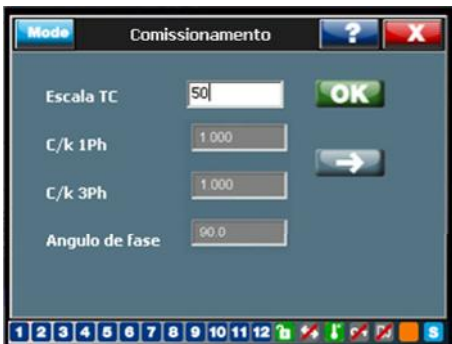 Mode Comissionamento ? X
Escala TC 50 OK
C/k 1Ph 1.000
C/k 3Ph 1.000
Angulo de fase 90.0
1 2 3 4 5 6 7 8 9 10 11 12 S